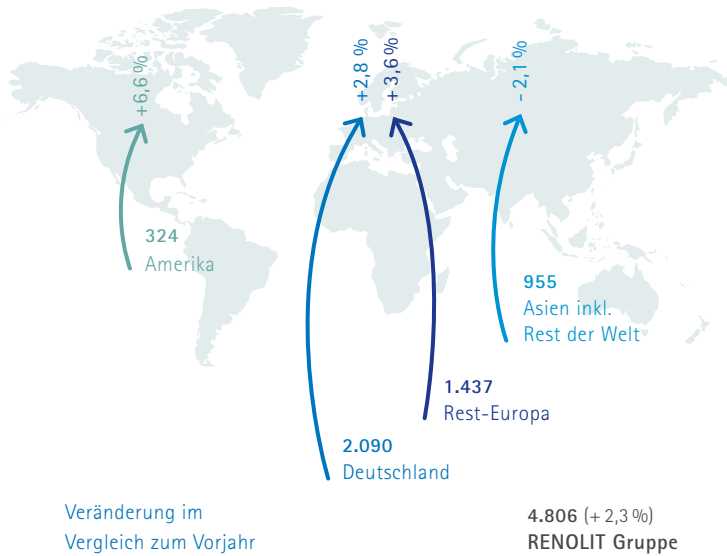 +6,6 %
+2,8 %
+ 3,6 %
- 2,1 %
324
Amerika
955
Asien inkl.
Rest der Welt
1.437
Rest-Europa
2.090
Deutschland
Veränderung im
Vergleich zum Vorjahr
4.806 (+ 2,3 %)
RENOLIT Gruppe